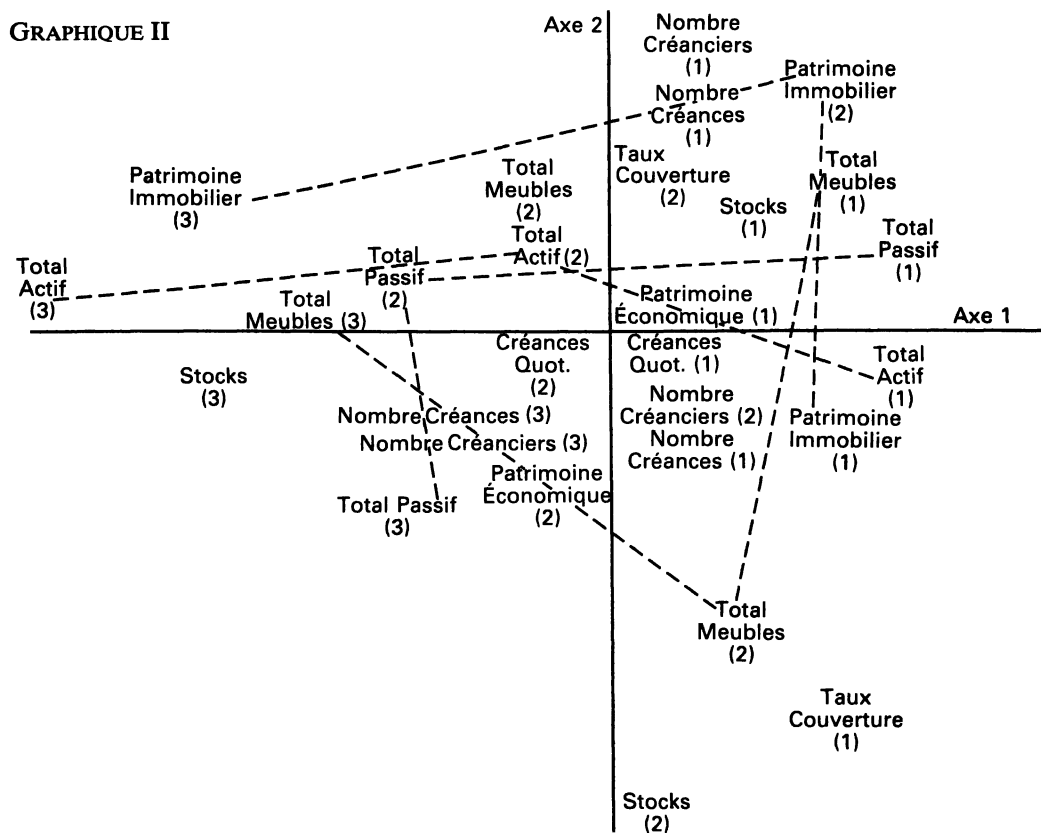 GRAPHIQUE II
Axe 2
Nombre
Créanciers
(1)
Patrimoine
Immobilier
(2)
Nombre
Créances
(1)
Taux
Couverture
(2)
Total
Meubles
(1)
Total
Meubles
(2)
Patrimoine
Immobilier
(3)
Stocks
(1)
Total
Passif
(1)
Total
Actif (2)
Total
Passif
(2)
Total
Actif
(3)
Total
Meubles (3)
Patrimoine
Économique (1)
Axe 1
Créances
Quot.
(2)
Créances
Quot. (1)
Total
Actif
(1)
Stocks
(3)
Nombre Créances (3)
Nombre
Créanciers (2)
Patrimoine
Immobilier
(1)
Nombre Créanciers (3)
Nombre
Créances (1)
Patrimoine
Économique
(2)
Total Passif
(3)
Total
Meubles
(2)
Taux
Couverture
(1)
Stocks
(2)